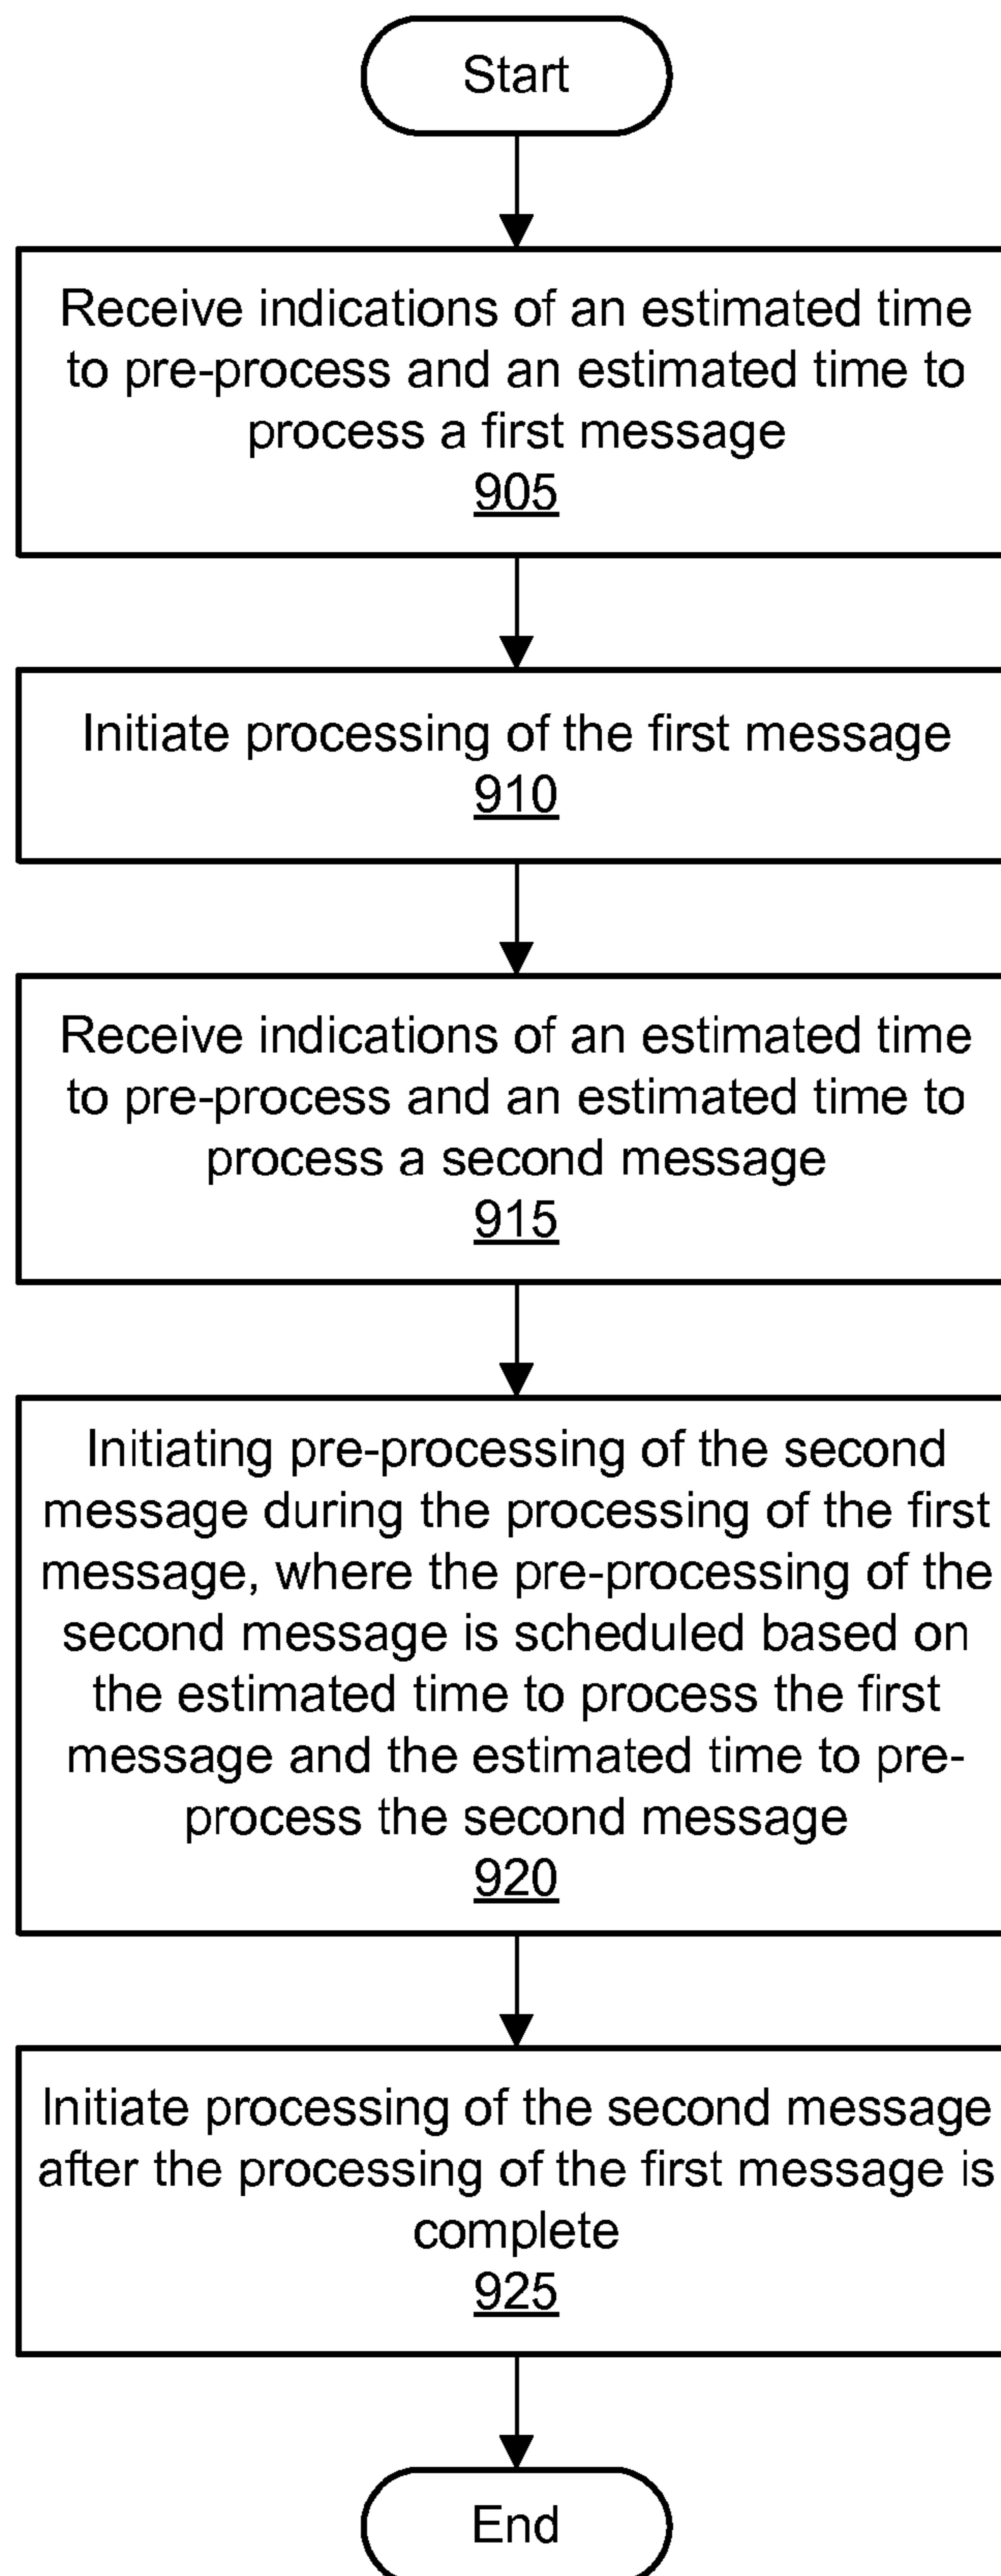 Start
Receive indications of an estimated time
to pre-process and an estimated time to
process a first message
905
Initiate processing of the first message
910
Receive indications of an estimated time
to pre-process and an estimated time to
process a second message
915
Initiating pre-processing of the second
message during the processing of the first
message, where the pre-processing of the
second message is scheduled based on
the estimated time to process the first
message and the estimated time to pre-
process the second message
920
Initiate processing of the second message
after the processing of the first message is
complete
925
End